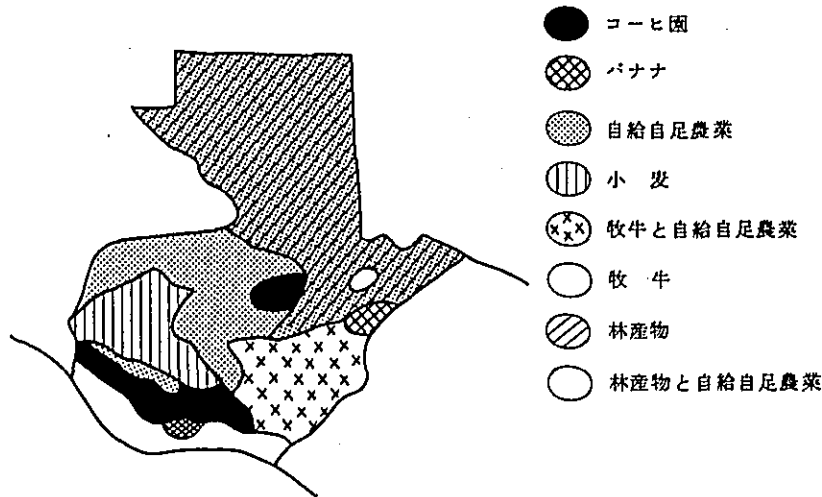 コーヒ園
バナナ
自給自足農業
小麦
牧牛と自給自足農業
牧牛
林産物
林産物と自給自足農業